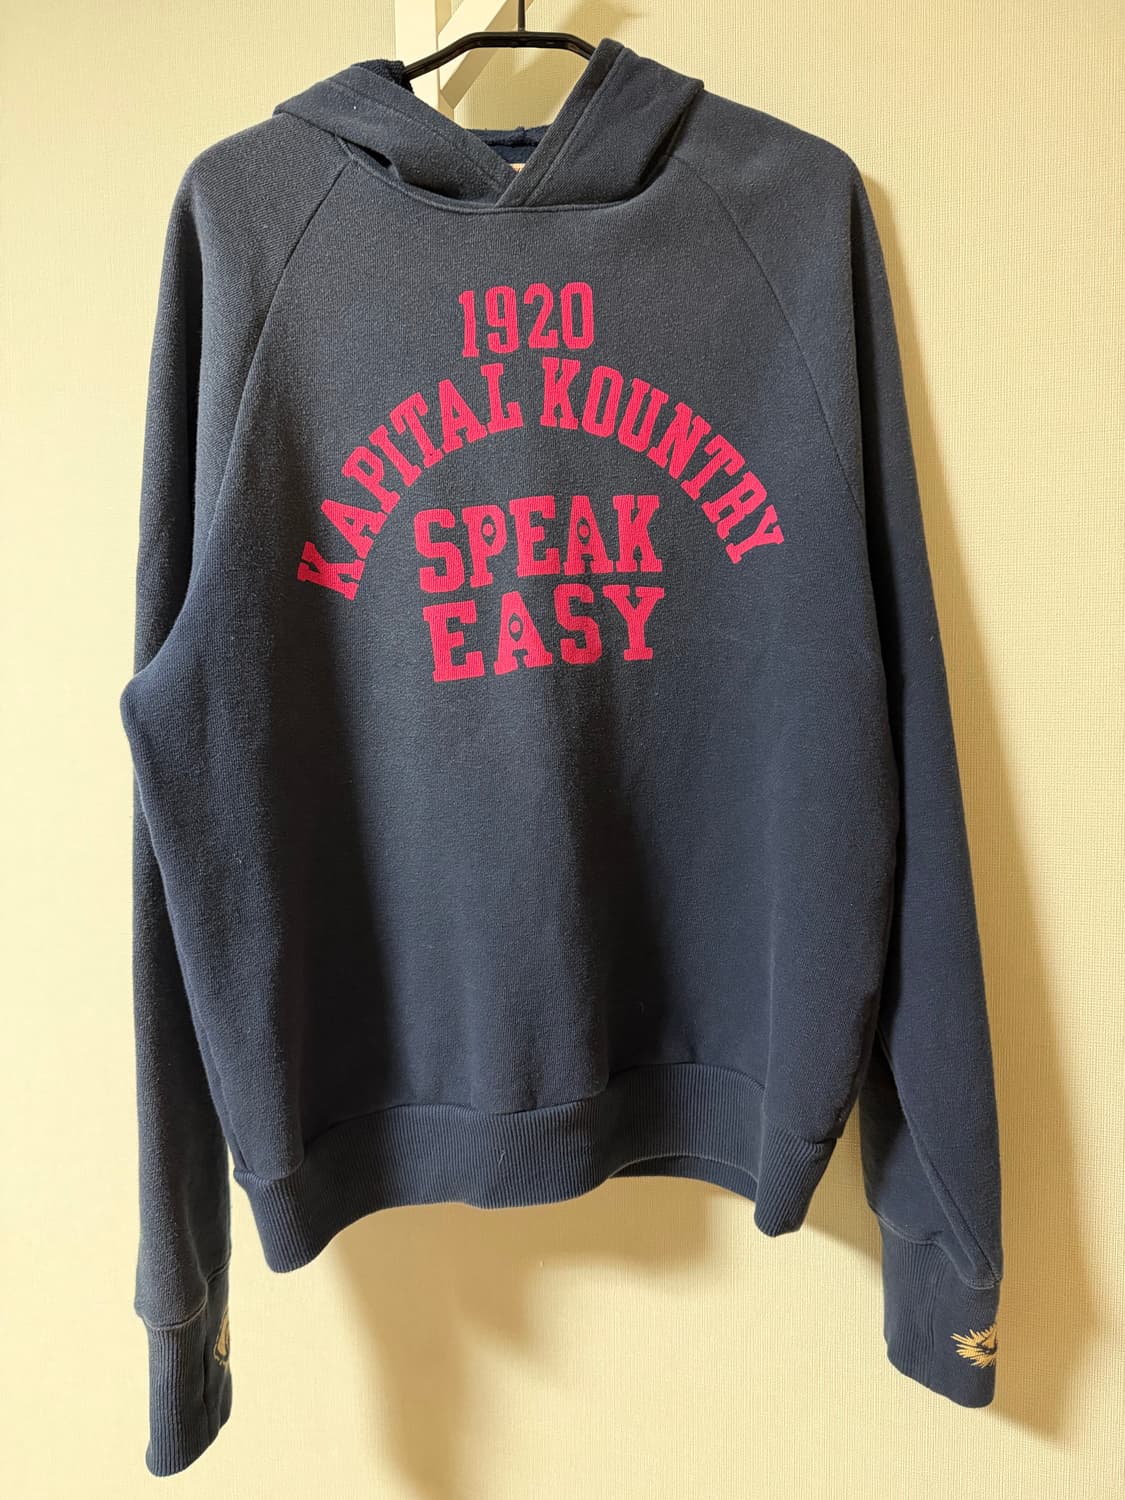 1920
KAPITAL KOUNTRY
SPEAK
EASY